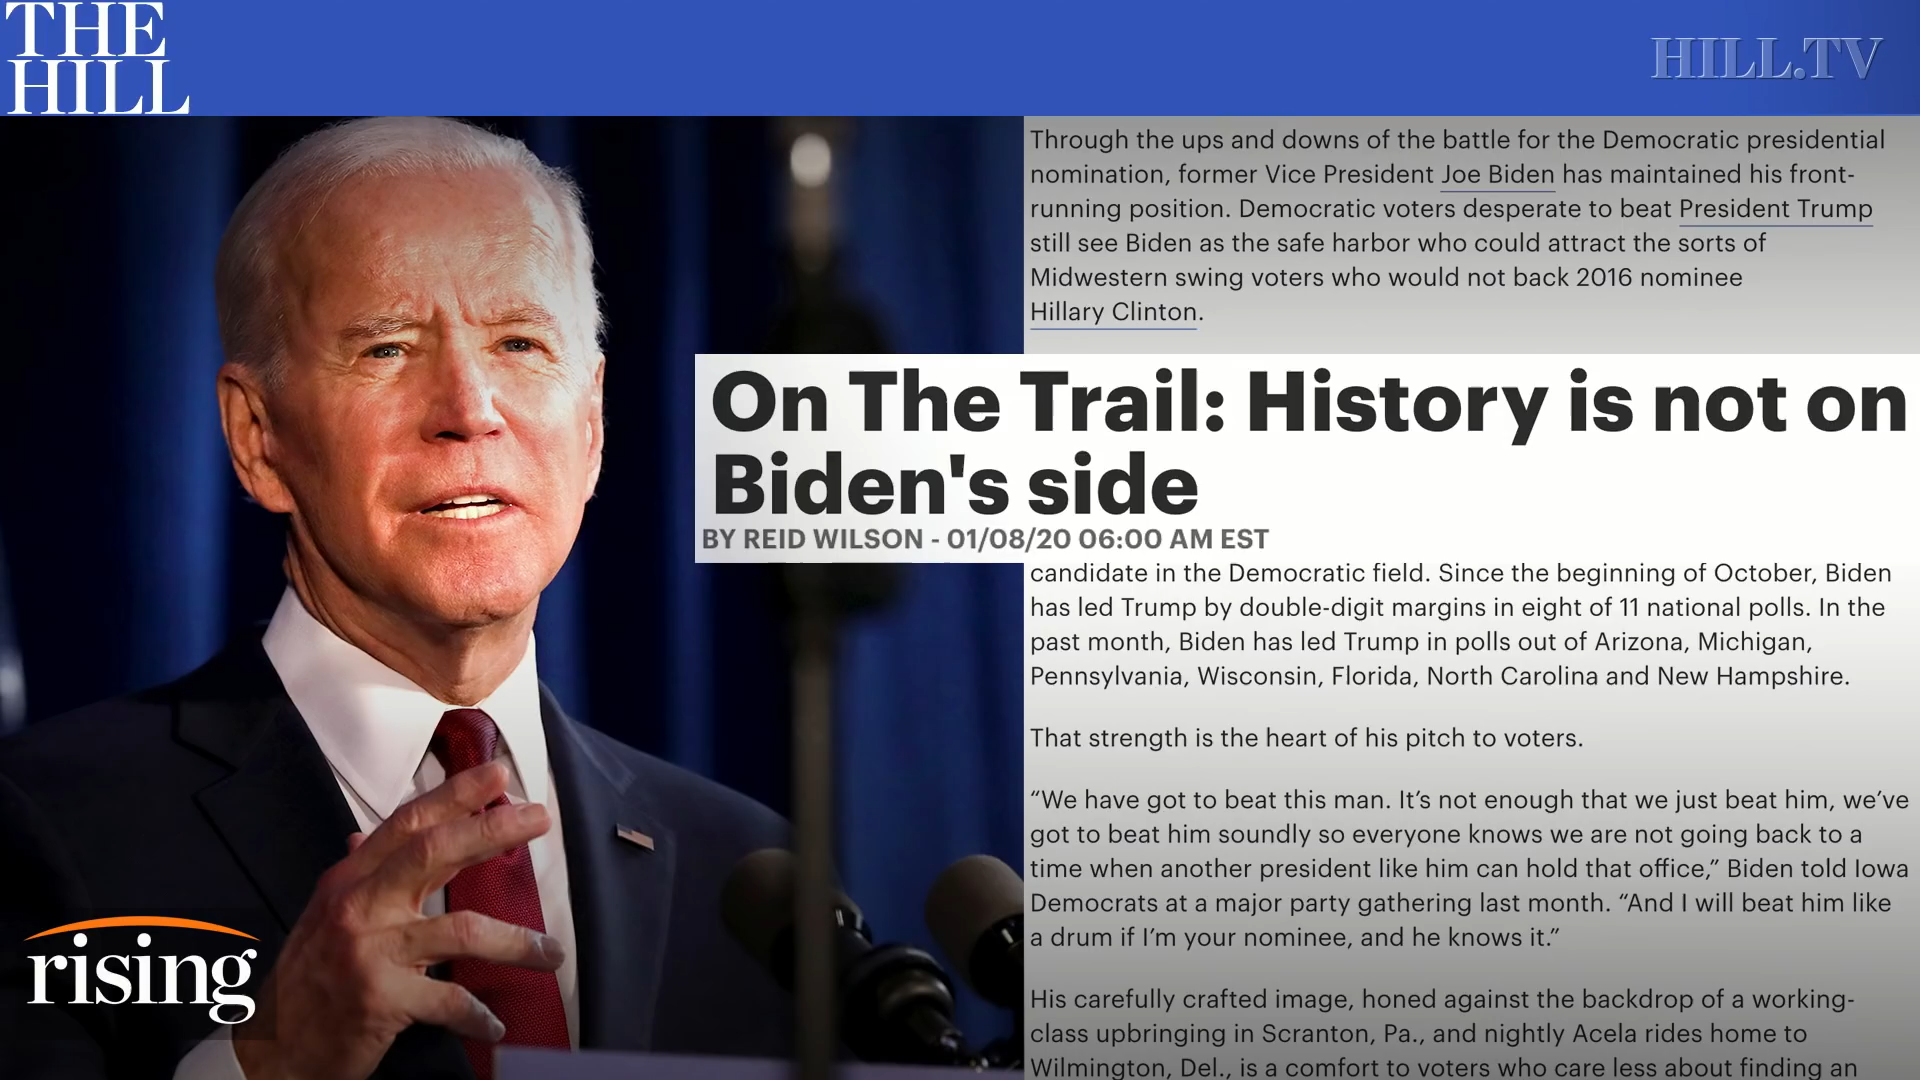 THE
HILL
HILL.TV
Through the ups and downs of the battle for the Democratic presidential
nomination, former Vice President Joe Biden has maintained his front-
running position. Democratic voters desperate to beat President Trump
still see Biden as the safe harbor who could attract the sorts of
Midwestern swing voters who would not back 2016 nominee
Hillary Clinton.
On The Trail: History is not on
Biden's side
BY REID WILSON - 01/08/20 06:00 AM EST
candidate in the Democratic field. Since the beginning of October, Biden
has led Trump by double-digit margins in eight of 11 national polls. In the
past month, Biden has led Trump in polls out of Arizona, Michigan,
Pennsylvania, Wisconsin, Florida, North Carolina and New Hampshire.
That strength is the heart of his pitch to voters.
“We have got to beat this man. It’s not enough that we just beat him, we’ve
got to beat him soundly so everyone knows we are not going back to a
time when another president like him can hold that office,” Biden told Iowa
Democrats at a major party gathering last month. “And I will beat him like
a drum if I’m your nominee, and he knows it.”
His carefully crafted image, honed against the backdrop of a working-
class upbringing in Scranton, Pa., and nightly Acela rides home to
Wilmington, Del., is a comfort to voters who care less about finding an
rising